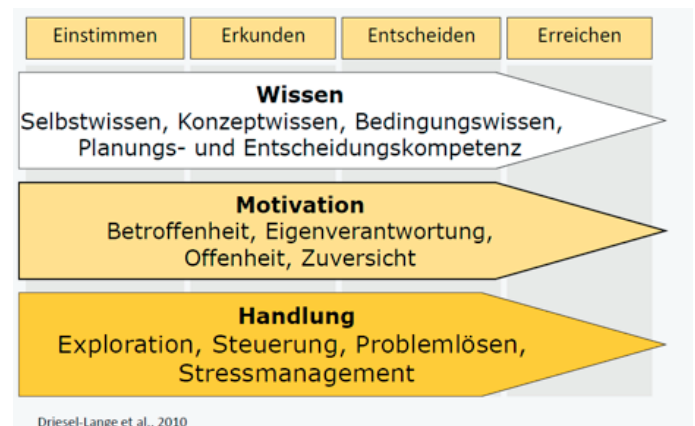 Einstimmen Erkunden Entscheiden Erreichen
Wissen
Selbstwissen, Konzeptwissen, Bedingungswissen,
Planungs- und Entscheidungskompetenz
Motivation
Betroffenheit, Eigenverantwortung,
Offenheit, Zuversicht
Handlung
Exploration, Steuerung, Problemlösen,
Stressmanagement
Driesel-Lange et al., 2010